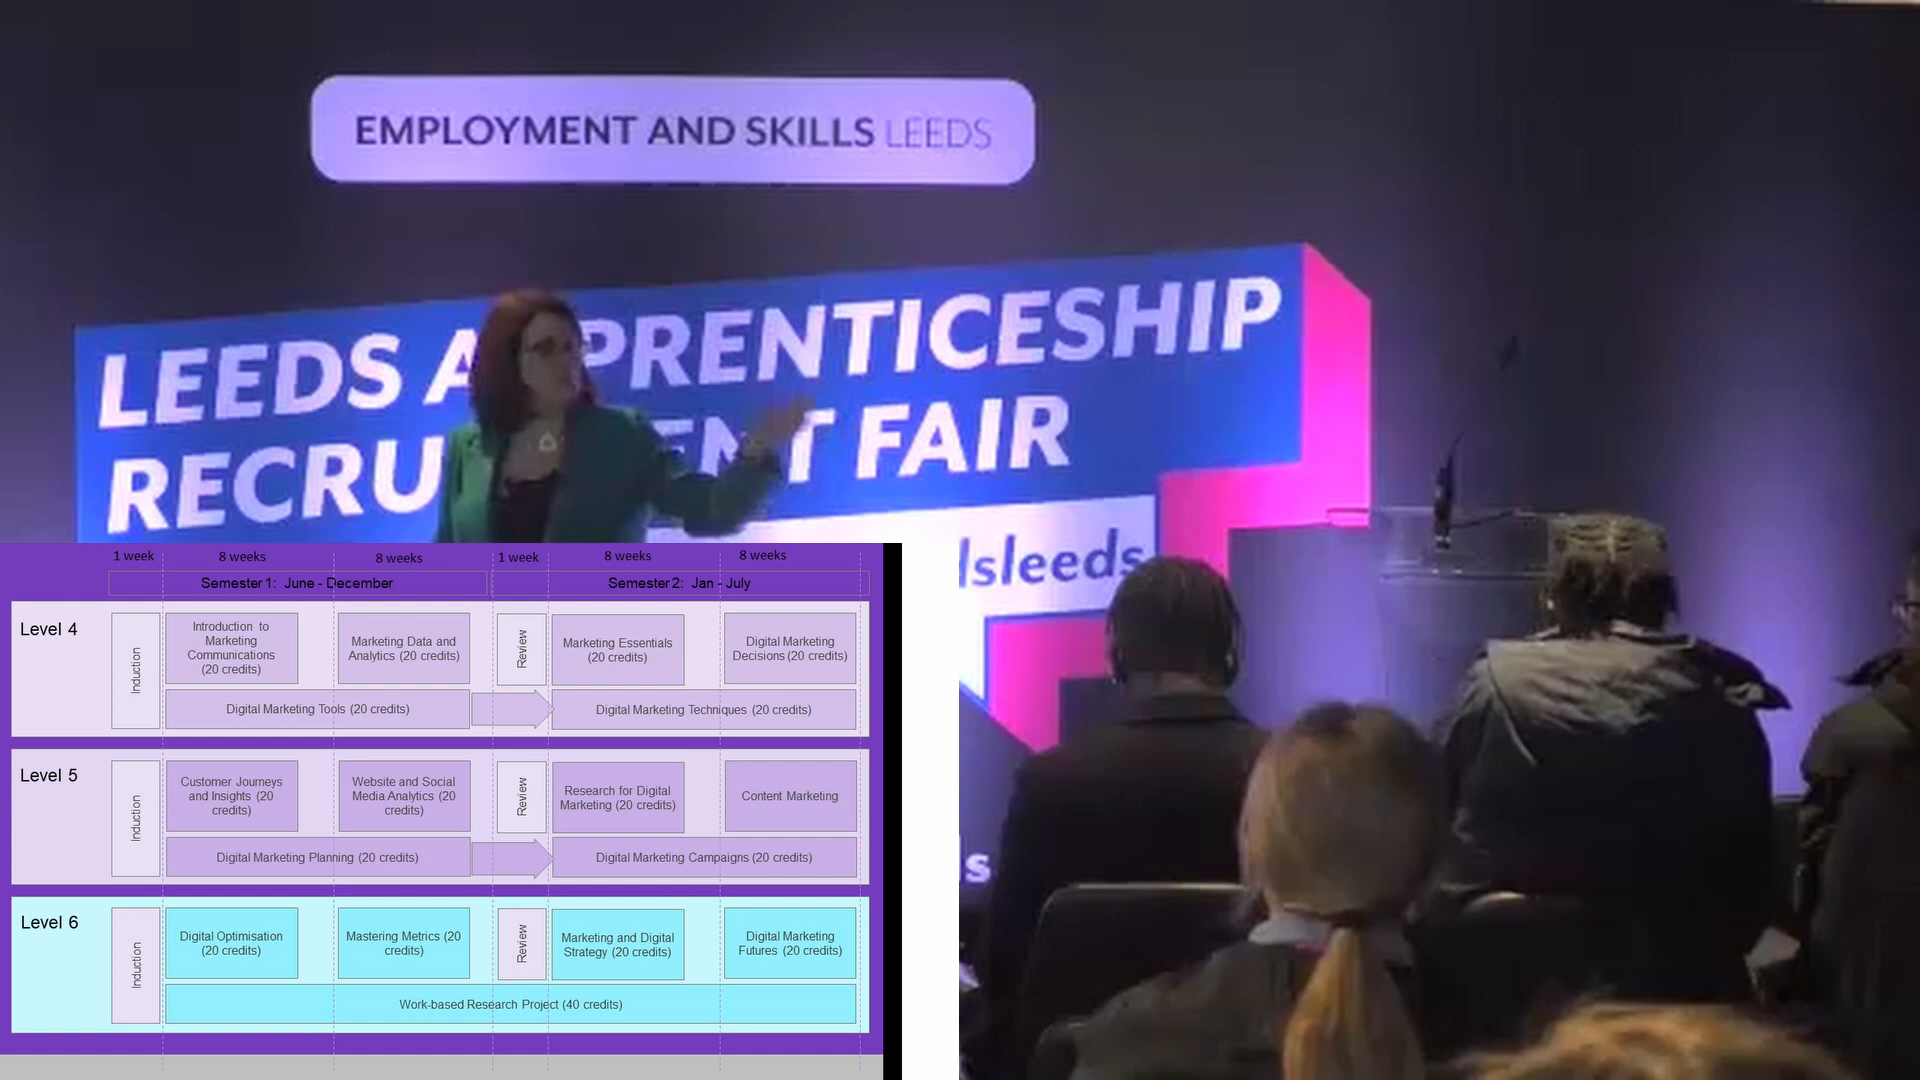 EMPLOYMENT AND SKILLS LEEDS
LEEDS APPRENTICESHIP
RECRU ENT FAIR
dsleeds
1 week 8 weeks 8 weeks 1 week 8 weeks 8 weeks
Semester 1: June - December Semester 2: Jan - July
Level 4
Induction
Introduction to
Marketing
Communications
(20 credits)
Marketing Data and
Analytics (20 credits)
Review
Marketing Essentials
(20 credits)
Digital Marketing
Decisions (20 credits)
Digital Marketing Tools (20 credits)
Digital Marketing Techniques (20 credits)
Level 5
Induction
Customer Journeys
and Insights (20
credits)
Website and Social
Media Analytics (20
credits)
Review
Research for Digital
Marketing (20 credits)
Content Marketing
Digital Marketing Planning (20 credits)
Digital Marketing Campaigns (20 credits)
Level 6
Induction
Digital Optimisation
(20 credits)
Mastering Metrics (20
credits)
Review
Marketing and Digital
Strategy (20 credits)
Digital Marketing
Futures (20 credits)
Work-based Research Project (40 credits)